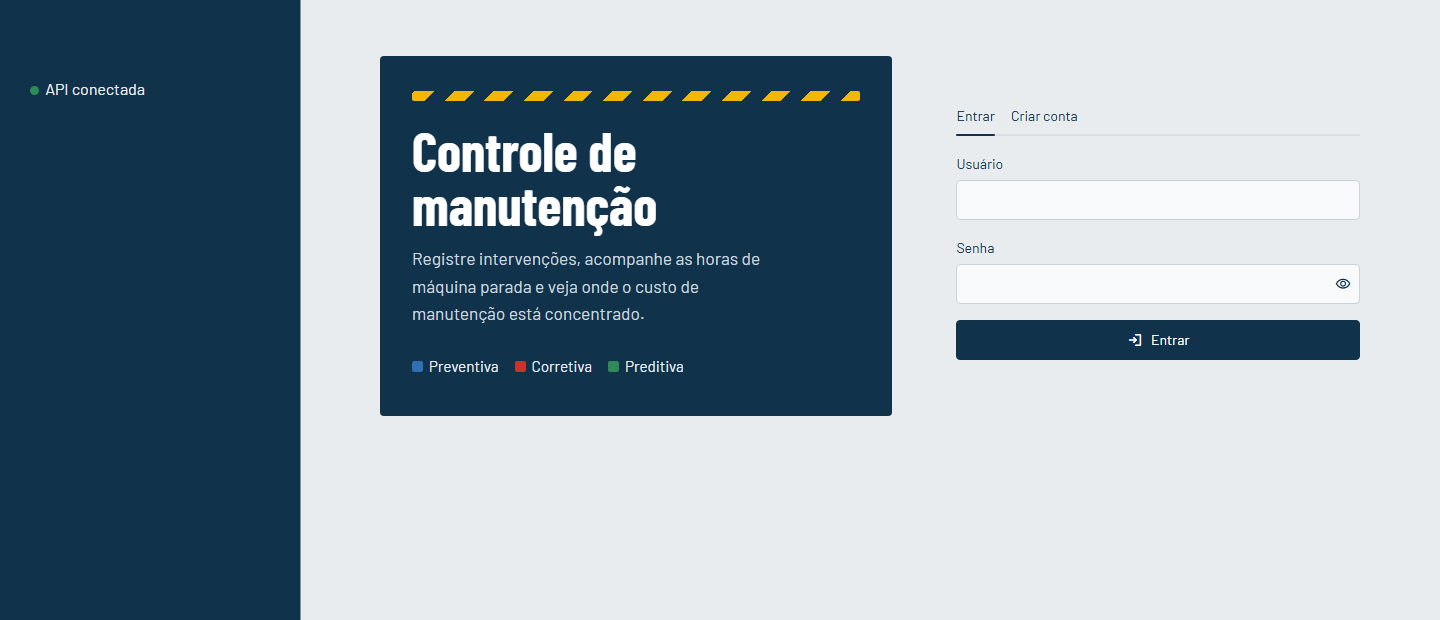 API conectada
Controle de
manutenção
Registre intervenções, acompanhe as horas de
máquina parada e veja onde o custo de
manutenção está concentrado.
Preventiva Corretiva Preditiva
Entrar Criar conta
Usuário
Senha
Entrar